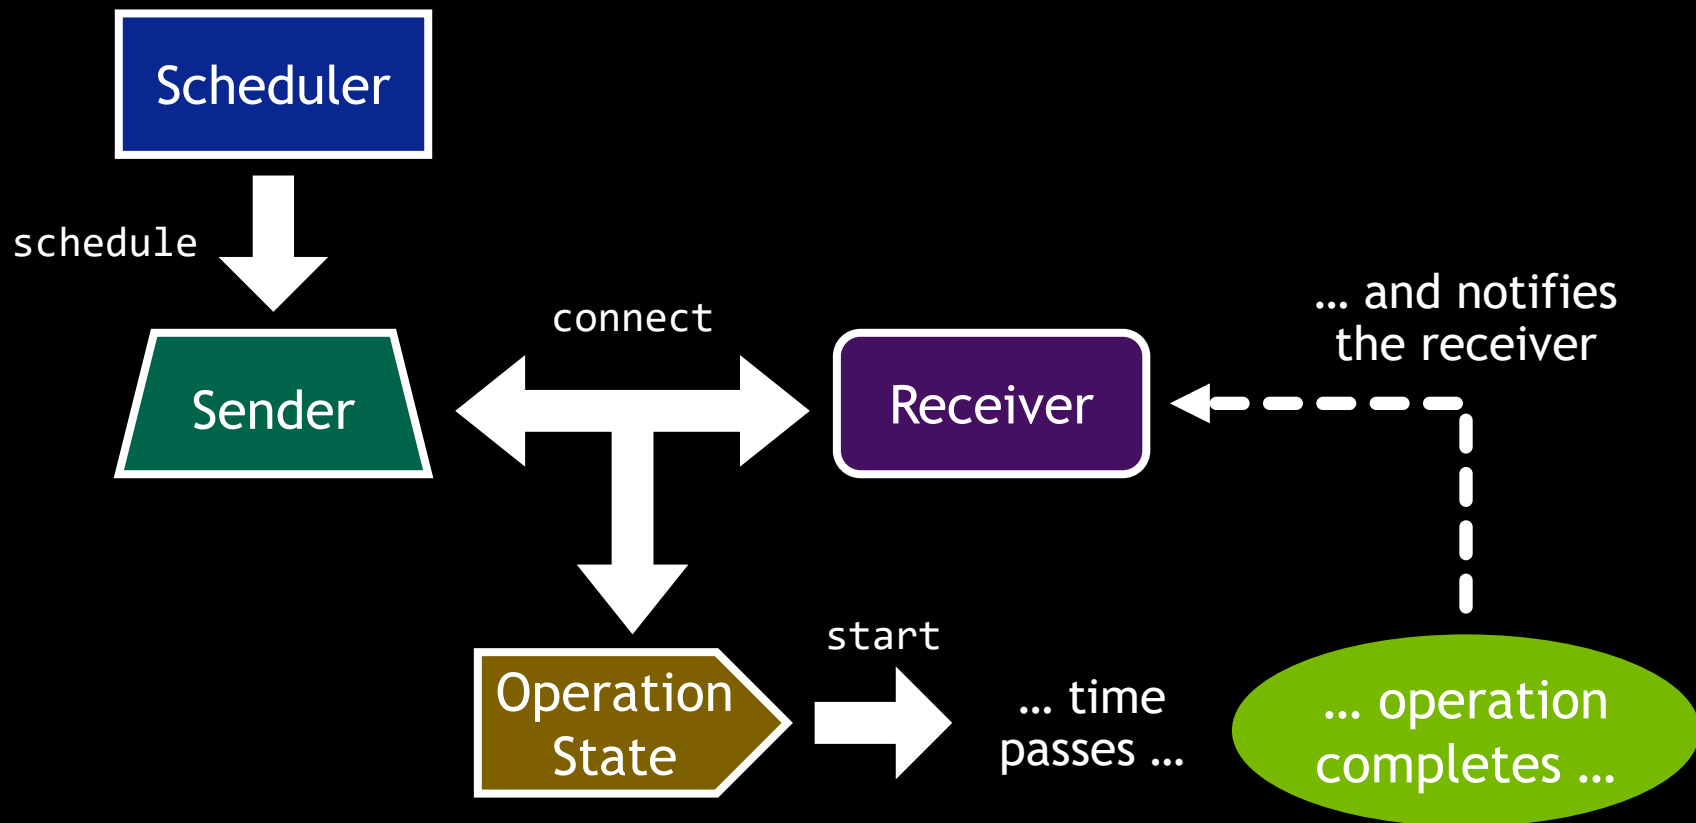 Scheduler
schedule
connect
Sender
Receiver
… and notifies
the receiver
Operation
State
start
… time
passes …
… operation
completes …